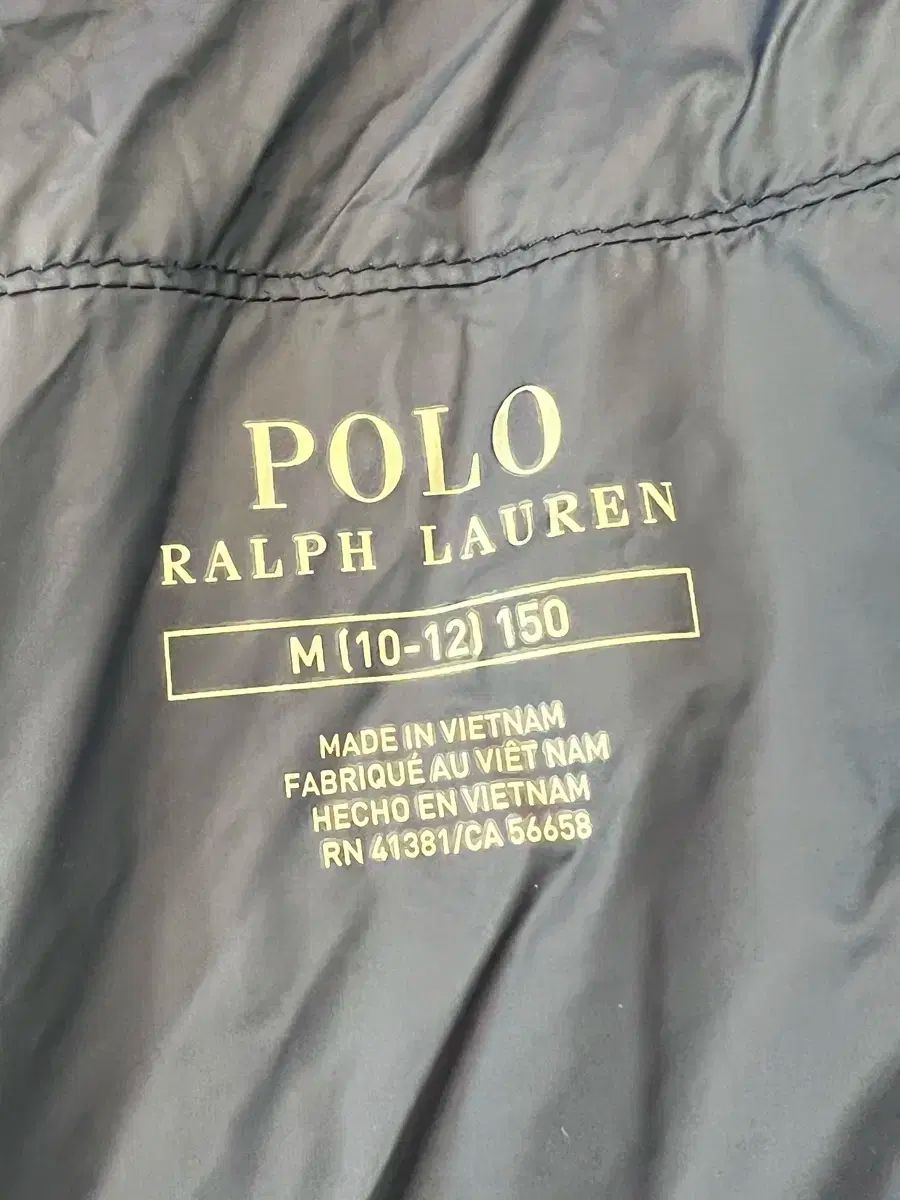 POLO
RALPH LAUREN
M (10-12) 150
MADE IN VIETNAM
FABRIQUÉ AU VIÊT NAM
HECHO EN VIETNAM
RN 41381/CA 56658